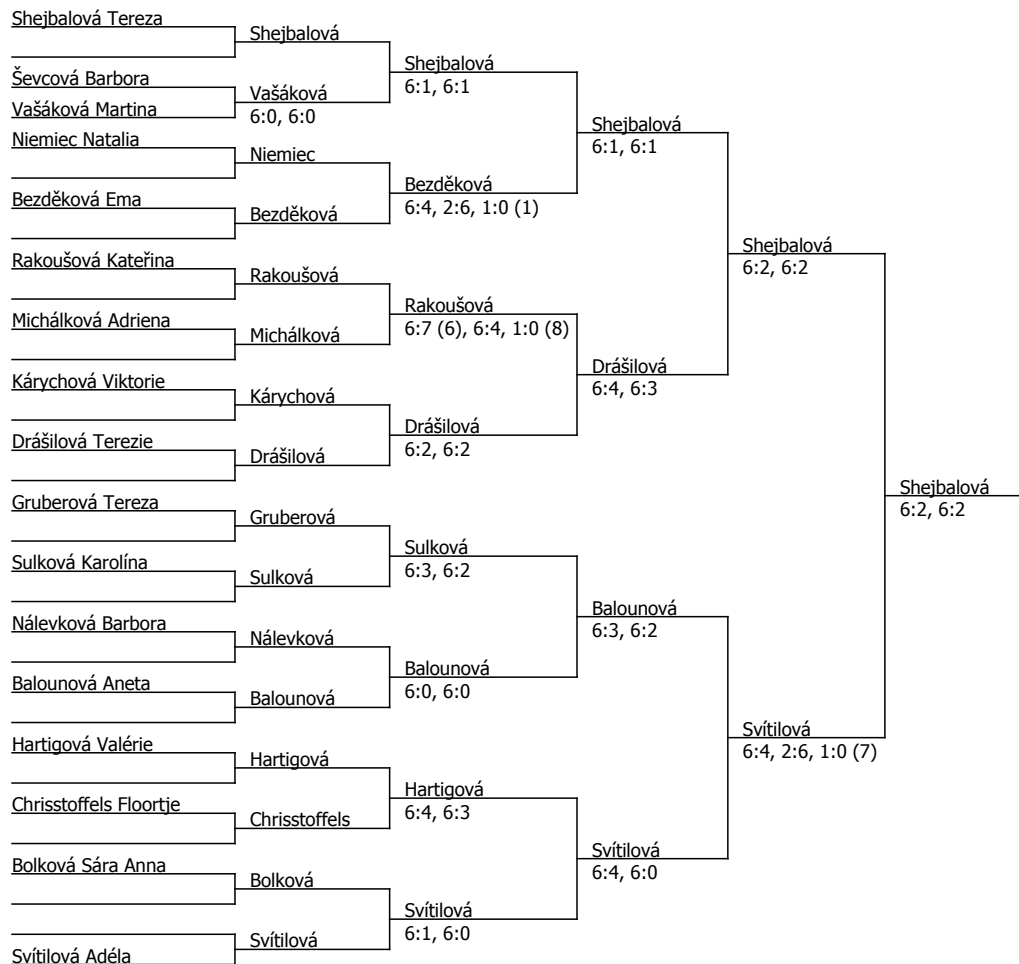 Shejbalová Tereza
Ševcová Barbora
Vašáková Martina
Niemiec Natalia
Bezděková Ema
Rakoušová Kateřina
Michálková Adriena
Kárychová Viktorie
Drášilová Terezie
Gruberová Tereza
Sulková Karolína
Nálevková Barbora
Balounová Aneta
Hartigová Valérie
Chrisstoffels Floortje
Bolková Sára Anna
Svítilová Adéla
Shejbalová
Vašáková
6:0, 6:0
Niemiec
Bezděková
Rakoušová
Michálková
Kárychová
Drášilová
Gruberová
Sulková
Nálevková
Balounová
Hartigová
Chrisstoffels
Bolková
Svítilová
Shejbalová
6:1, 6:1
Bezděková
6:4, 2:6, 1:0 (1)
Rakoušová
6:7 (6), 6:4, 1:0 (8)
Drášilová
6:2, 6:2
Sulková
6:3, 6:2
Balounová
6:0, 6:0
Hartigová
6:4, 6:3
Svítilová
6:1, 6:0
Shejbalová
6:1, 6:1
Drášilová
6:4, 6:3
Balounová
6:3, 6:2
Svítilová
6:4, 6:0
Shejbalová
6:2, 6:2
Svítilová
6:4, 2:6, 1:0 (7)
Shejbalová
6:2, 6:2